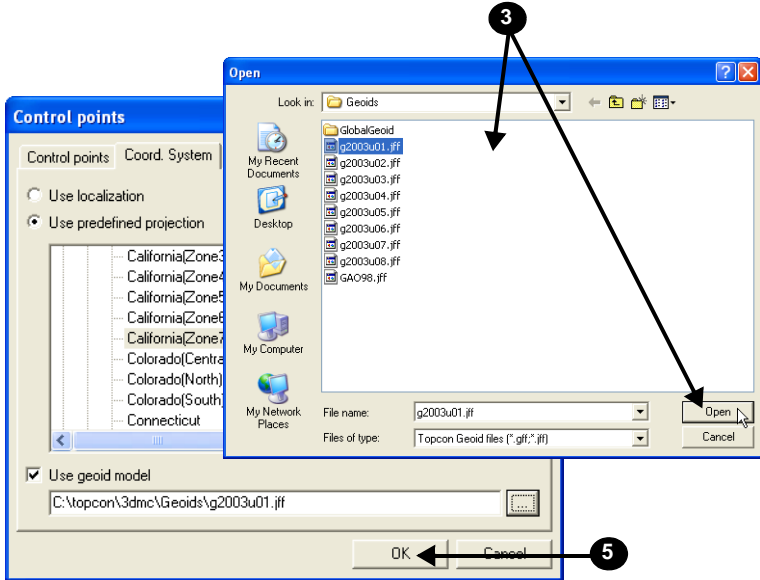 3
Open
Look in:
Geoids
My Recent
Documents
Desktop
My Documents
My Computer
My Network
Places
GlobalGeoid
g2003u01.jff
g2003u02.jff
g2003u03.jff
g2003u04.jff
g2003u05.jff
g2003u06.jff
g2003u07.jff
g2003u08.jff
GAO98.jff
File name:
g2003u01.jff
Open
Files of type:
Topcon Geoid files (*.gff;*.jff)
Cancel
Control points
Control points
Coord. System
Use localization
Use predefined projection
California(Zone3
California(Zone4
California(Zone5
California(Zone6
California(Zone7
Colorado(Centra
Colorado(North)
Colorado(South)
Connecticut
Use geoid model
C:\topcon\3dmc\Geoids\g2003u01.jff
...
OK
Cancel
5